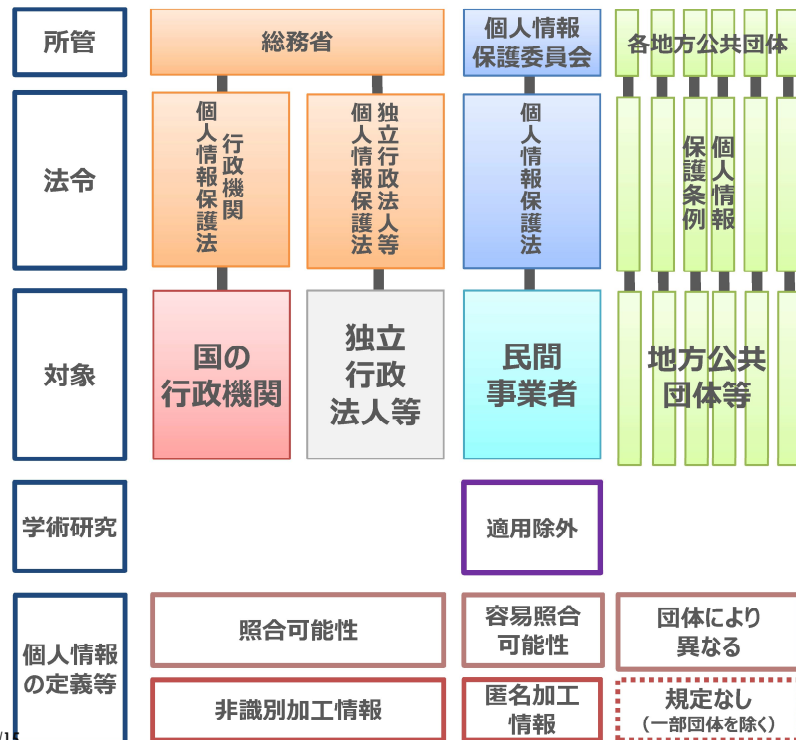 所管
総務省
個人情報
保護委員会
各地方公共団体
法令
行政機関
個人情報保護法
独立行政法人等
個人情報保護法
個人情報保護法
個人情報
保護条例
対象
国の
行政機関
独立
行政
法人等
民間
事業者
地方公共
団体等
学術研究
適用除外
個人情報
の定義等
照合可能性
容易照合
可能性
団体により
異なる
非識別加工情報
匿名加工
情報
規定なし
（一部団体を除く）